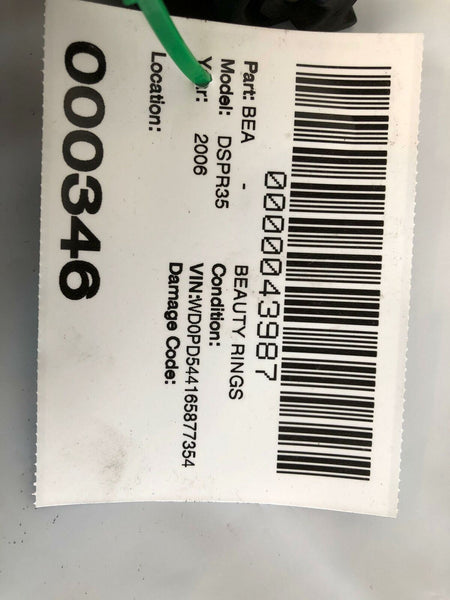 0000043987
Part: BEA - BEAUTY RINGS
Model: DSPR35 Condition:
Year: 2006 VIN:WD0PD544165877354
Location: Damage Code:
000346